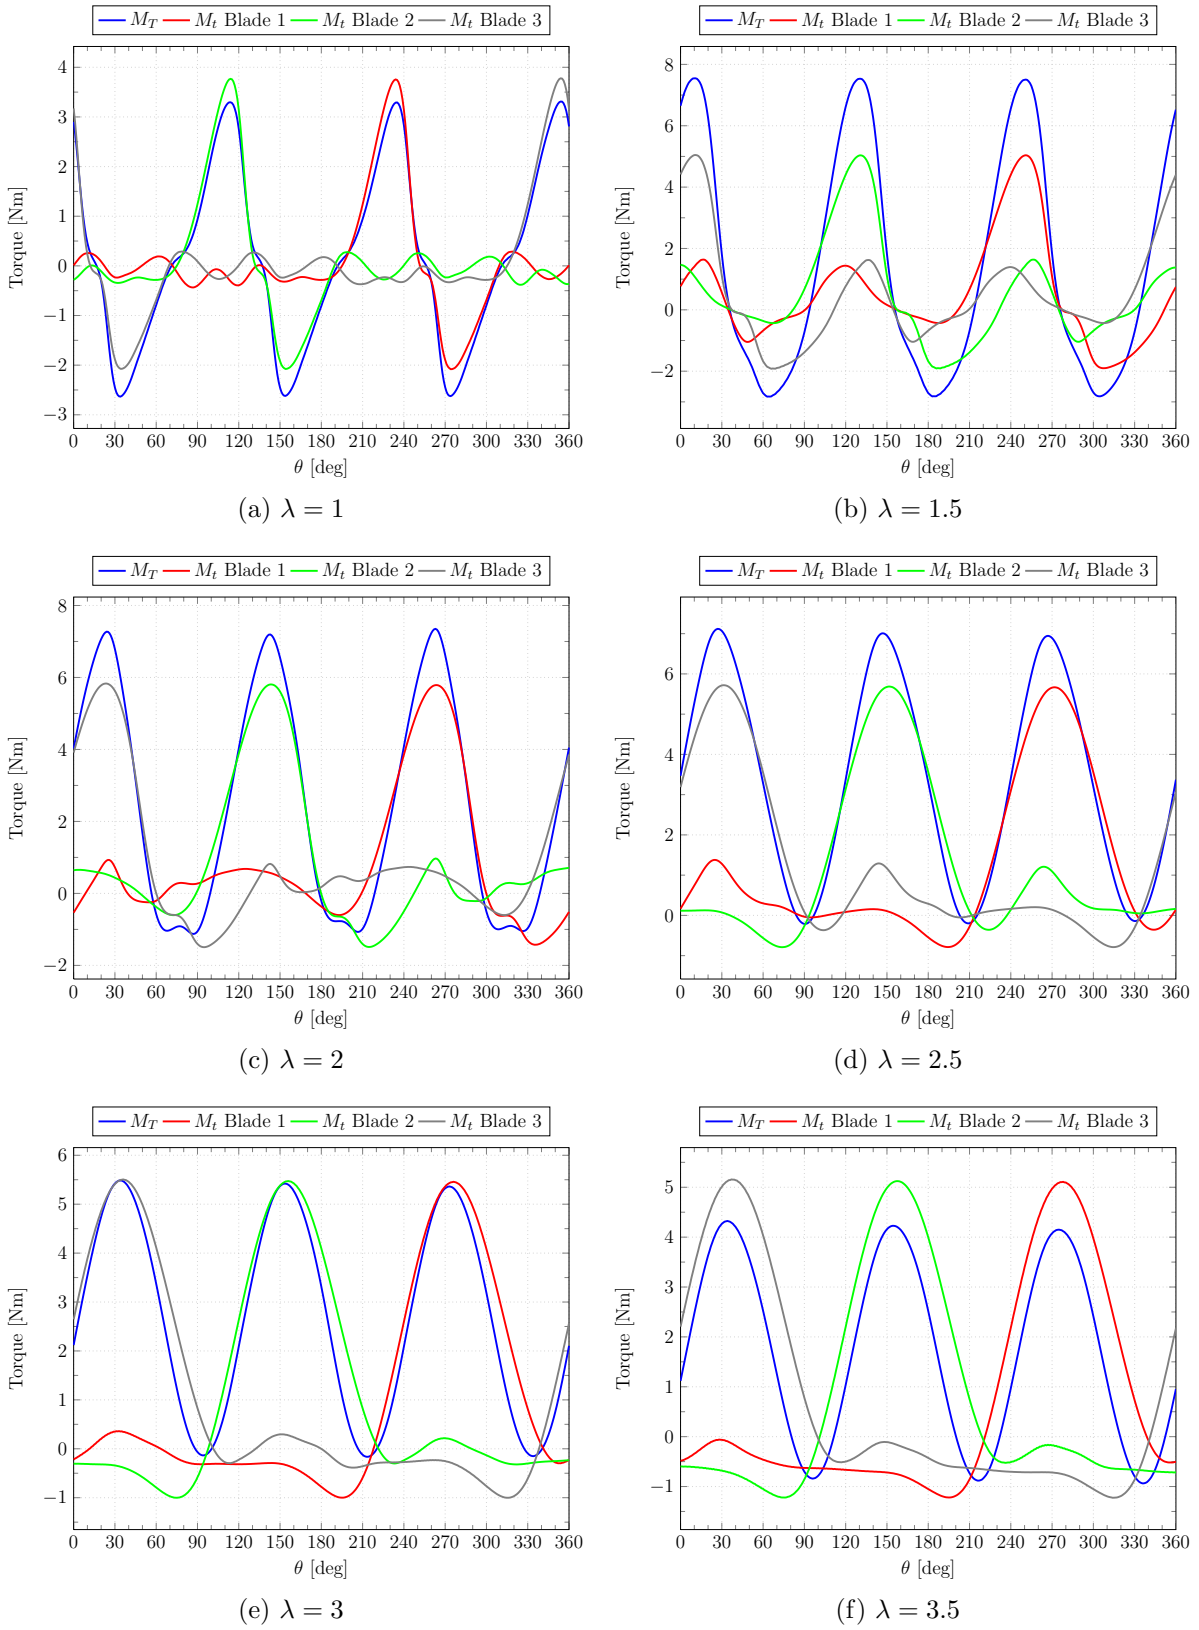 M_T M_t Blade 1 M_t Blade 2 M_t Blade 3
4
3
2
1
0
−1
−2
−3
Torque [Nm]
0 30 60 90 120 150 180 210 240 270 300 330 360
θ [deg]
(a) λ = 1
M_T M_t Blade 1 M_t Blade 2 M_t Blade 3
8
6
4
2
0
−2
Torque [Nm]
0 30 60 90 120 150 180 210 240 270 300 330 360
θ [deg]
(b) λ = 1.5
M_T M_t Blade 1 M_t Blade 2 M_t Blade 3
8
6
4
2
0
−2
Torque [Nm]
0 30 60 90 120 150 180 210 240 270 300 330 360
θ [deg]
(c) λ = 2
M_T M_t Blade 1 M_t Blade 2 M_t Blade 3
6
4
2
0
Torque [Nm]
0 30 60 90 120 150 180 210 240 270 300 330 360
θ [deg]
(d) λ = 2.5
M_T M_t Blade 1 M_t Blade 2 M_t Blade 3
6
5
4
3
2
1
0
−1
Torque [Nm]
0 30 60 90 120 150 180 210 240 270 300 330 360
θ [deg]
(e) λ = 3
M_T M_t Blade 1 M_t Blade 2 M_t Blade 3
5
4
3
2
1
0
−1
Torque [Nm]
0 30 60 90 120 150 180 210 240 270 300 330 360
θ [deg]
(f) λ = 3.5